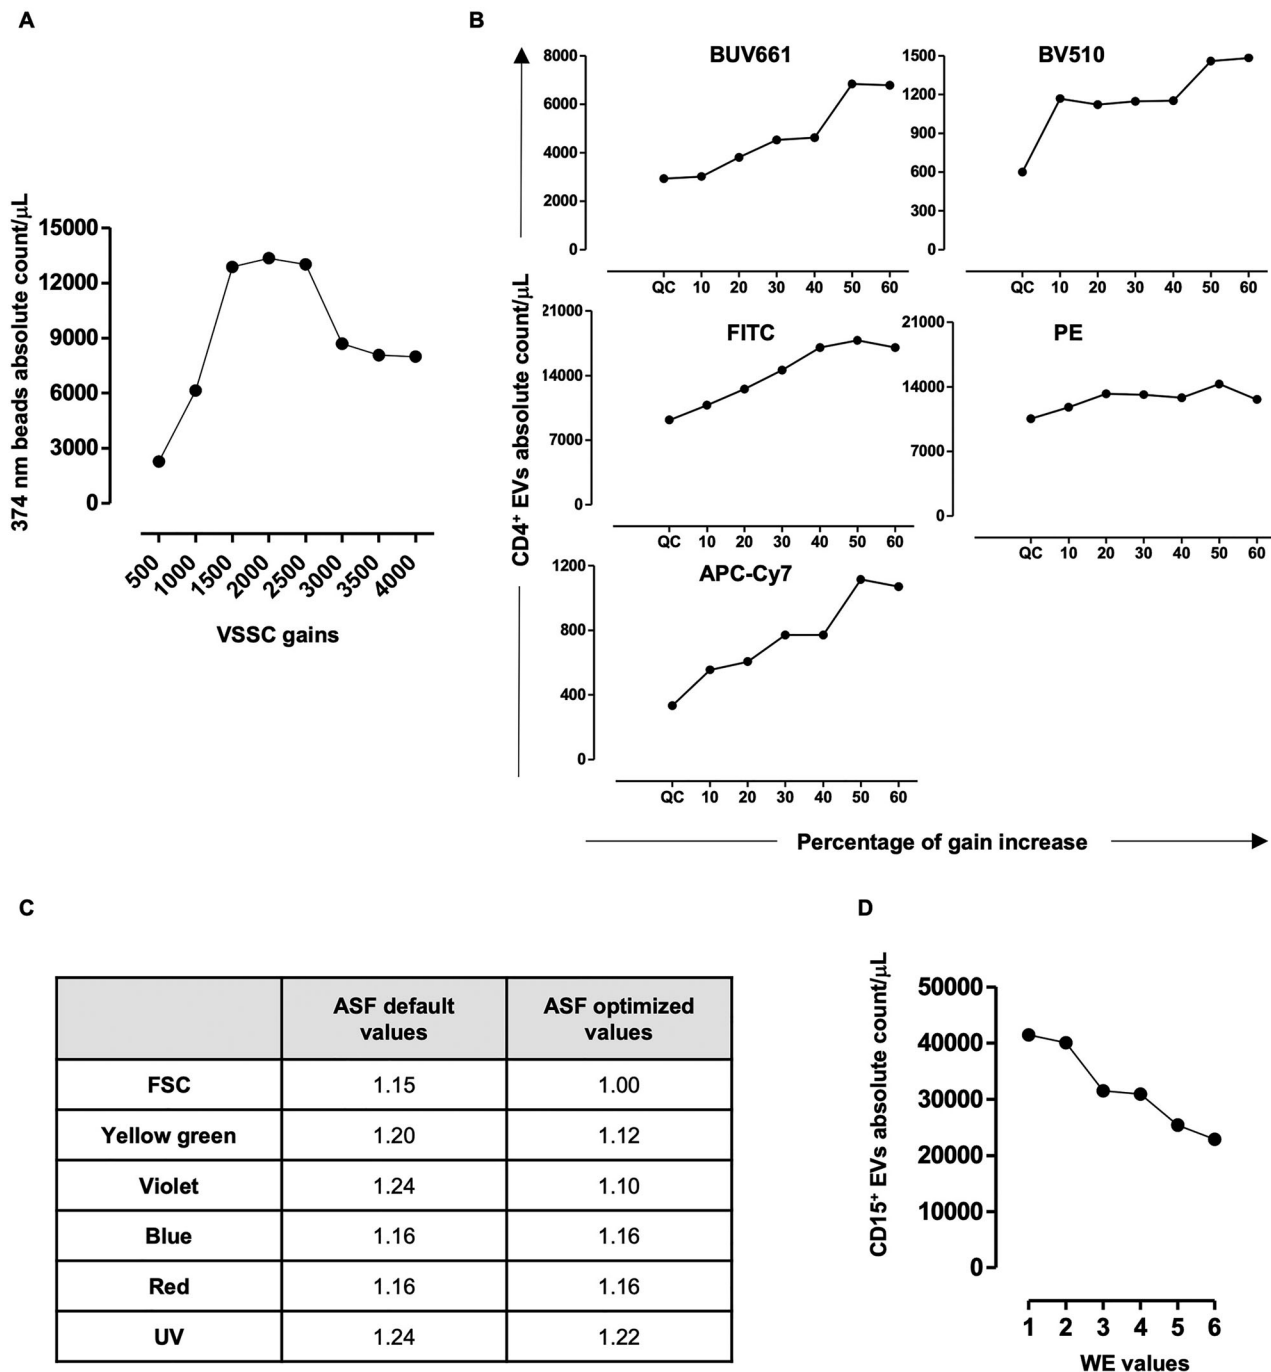 A
374 nm beads absolute count/μL
15000
12000
9000
6000
3000
0
500 1000 1500 2000 2500 3000 3500 4000
VSSC gains
B
CD4⁺ EVs absolute count/μL
BUV661
8000
6000
4000
2000
0
QC 10 20 30 40 50 60
BV510
1500
1200
900
600
300
0
QC 10 20 30 40 50 60
FITC
21000
14000
7000
0
QC 10 20 30 40 50 60
PE
21000
14000
7000
0
QC 10 20 30 40 50 60
APC-Cy7
1200
800
400
0
QC 10 20 30 40 50 60
Percentage of gain increase
C
ASF default
values
ASF optimized
values
FSC 1.15 1.00
Yellow green 1.20 1.12
Violet 1.24 1.10
Blue 1.16 1.16
Red 1.16 1.16
UV 1.24 1.22
D
CD15⁺ EVs absolute count/μL
50000
40000
30000
20000
10000
0
1 2 3 4 5 6
WE values